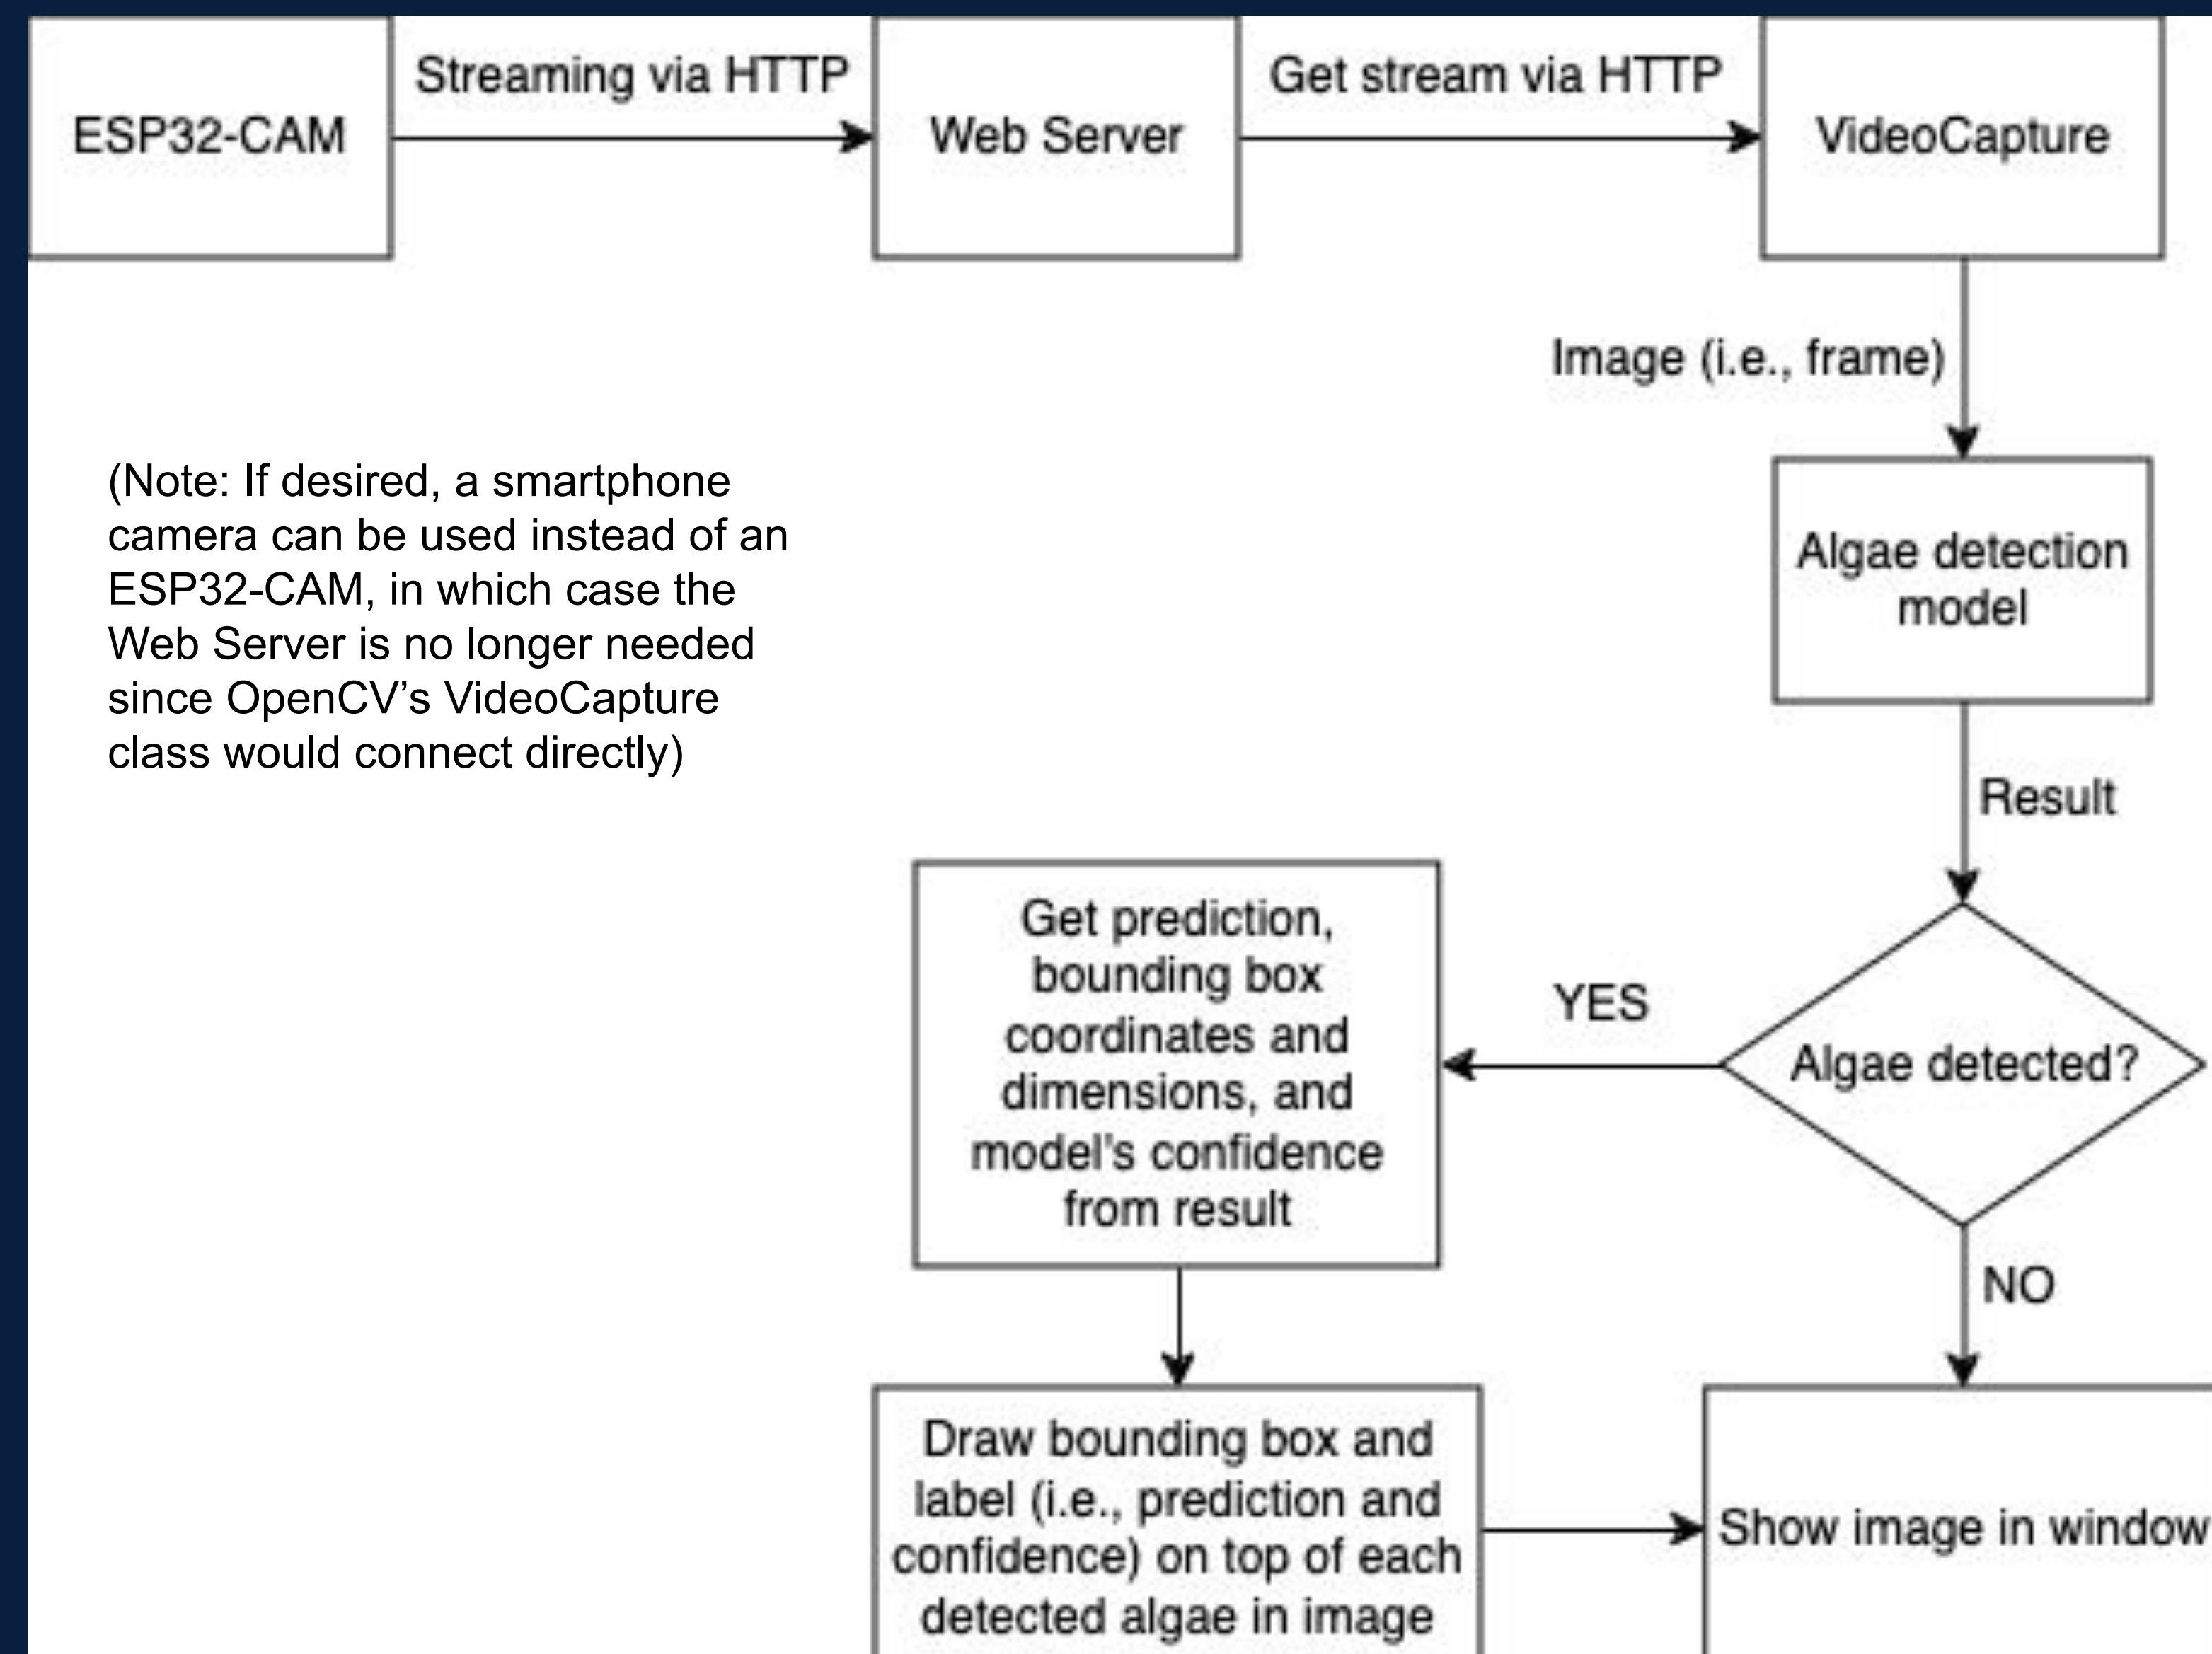 Streaming via HTTP
Get stream via HTTP
ESP32-CAM
Web Server
VideoCapture
Image (i.e., frame)
(Note: If desired, a smartphone
camera can be used instead of an
ESP32-CAM, in which case the
Web Server is no longer needed
since OpenCV’s VideoCapture
class would connect directly)
Algae detection
model
Result
Get prediction,
bounding box
coordinates and
dimensions, and
model's confidence
from result
YES
Algae detected?
NO
Draw bounding box and
label (i.e., prediction and
confidence) on top of each
detected algae in image
Show image in window